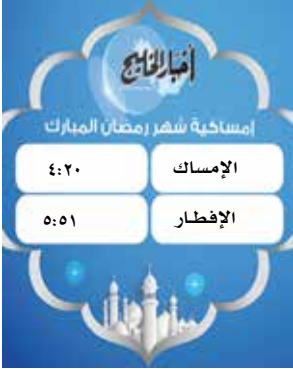 أخبار الخليج
إمساكية شهر رمضان المبارك
الإمساك ٤:٢٠
الإفطار ٥:٥١